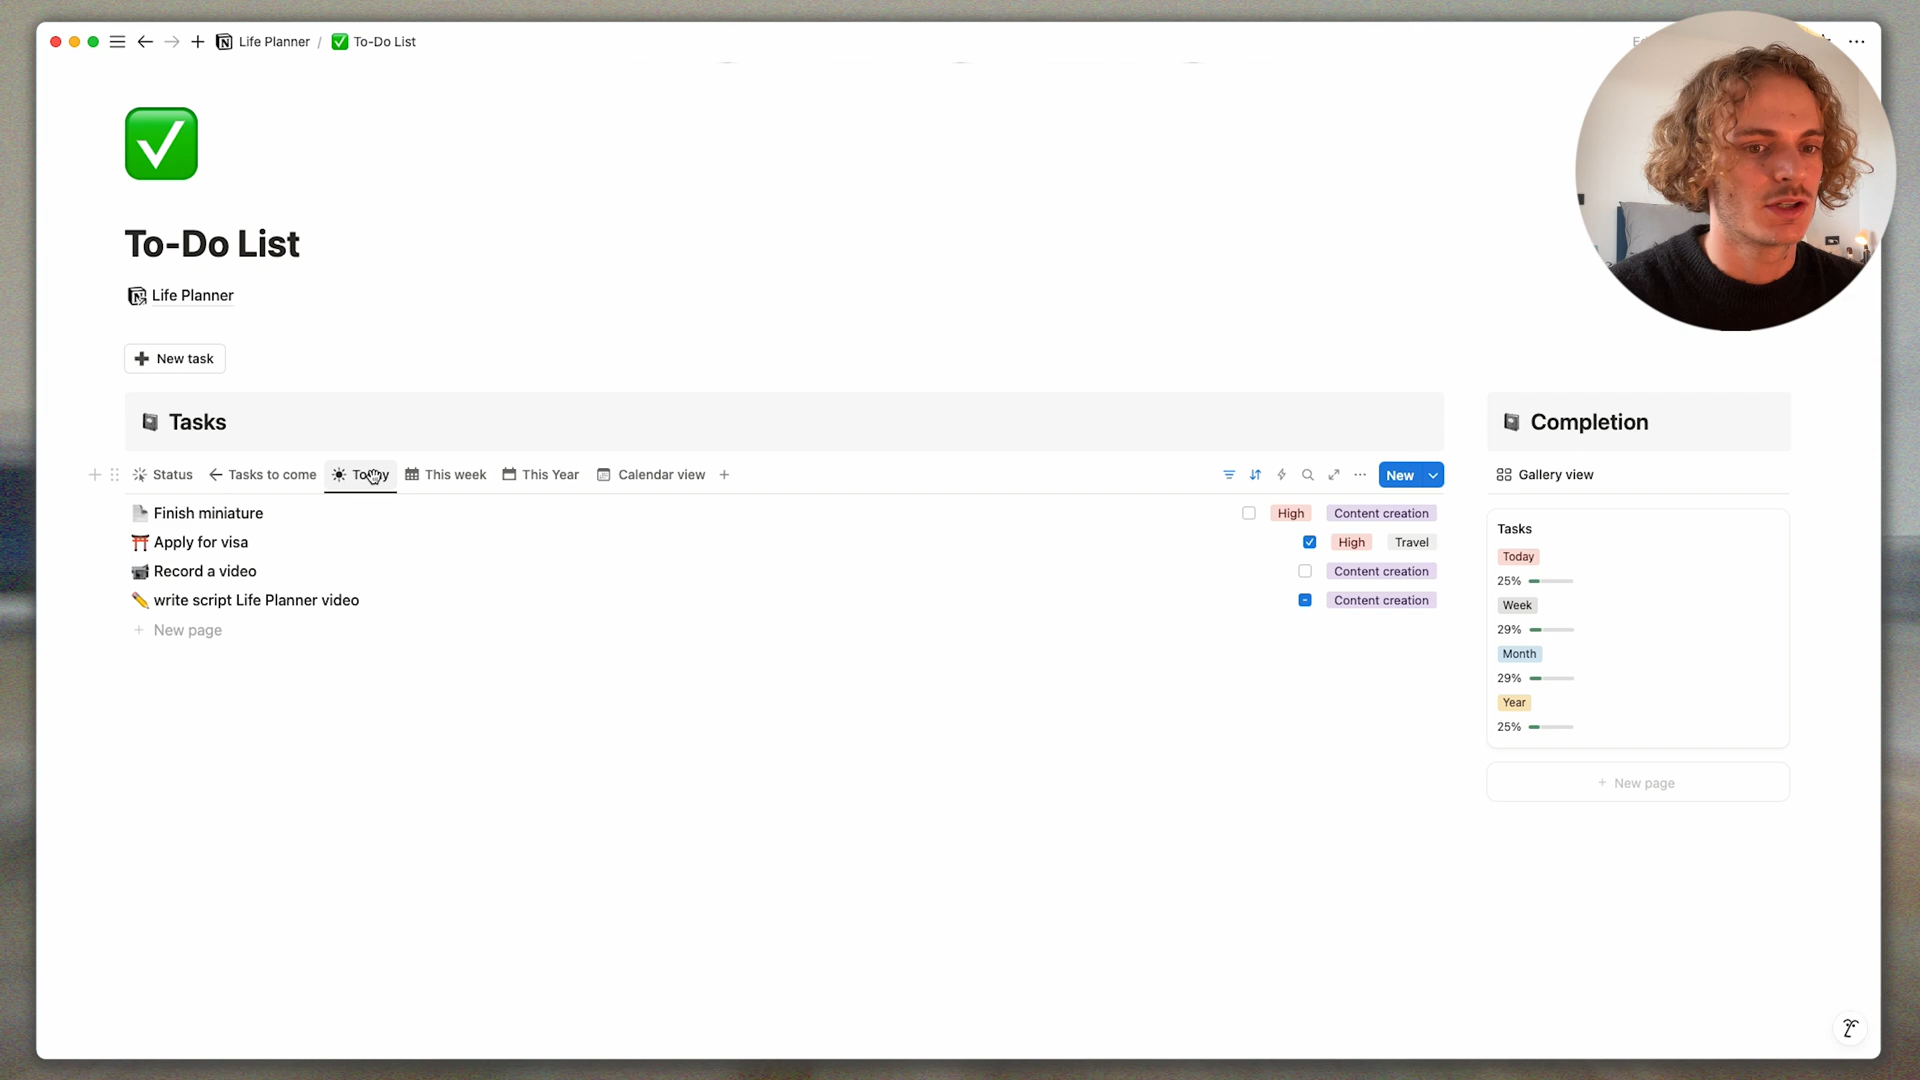 Life Planner / To-Do List
To-Do List
Life Planner
New task
Tasks
Completion
Status Tasks to come Today This week This Year Calendar view
New
Gallery view
Finish miniature High Content creation
Apply for visa High Travel
Record a video Content creation
write script Life Planner video Content creation
New page
Tasks
Today
25%
Week
29%
Month
29%
Year
25%
New page